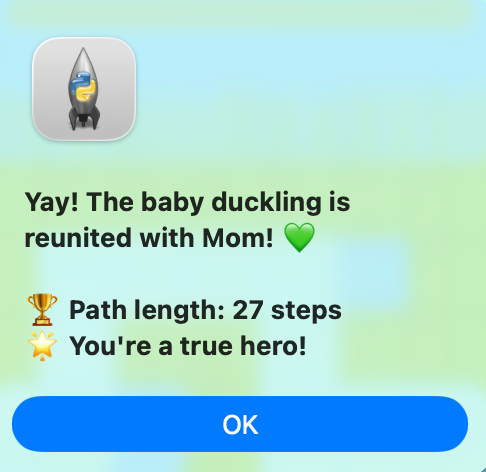 Yay! The baby duckling is
reunited with Mom! 💚
🏆 Path length: 27 steps
🌟 You're a true hero!
OK